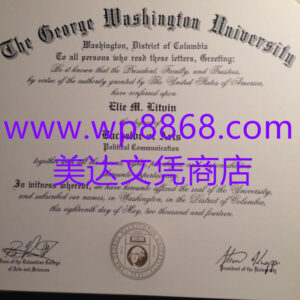 The George Washington University
Washington, District of Columbia
To all persons who read these letters, Greeting:
Be it known that the President, Faculty, and Trustees,
by virtue of the authority granted by The United States of America,
have conferred upon
Elie M. Litvin
www.wp8868.com
Bachelor of Arts
Political Communication
美达文凭商店
In witness whereof, we have hereunto affixed the seal of the University,
and subscribed our names, in Washington, in the District of Columbia,
this eighteenth day of May, two thousand and fourteen.
Dean of the Columbian College
of Arts and Sciences
President of the University